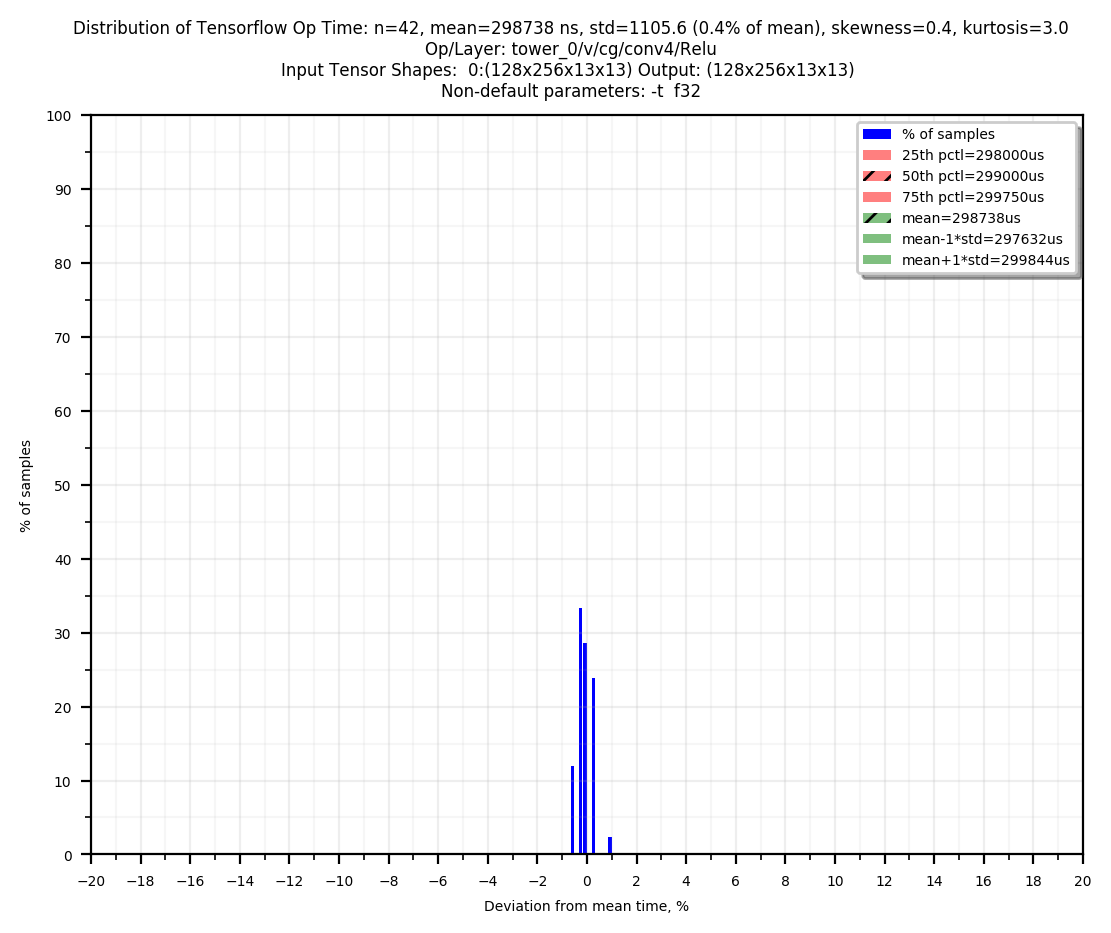 Distribution of Tensorflow Op Time: n=42, mean=298738 ns, std=1105.6 (0.4% of mean), skewness=0.4, kurtosis=3.0
Op/Layer: tower_0/v/cg/conv4/Relu
Input Tensor Shapes:  0:(128x256x13x13) Output: (128x256x13x13)
Non-default parameters: -t  f32
% of samples
25th pctl=298000us
50th pctl=299000us
75th pctl=299750us
mean=298738us
mean-1*std=297632us
mean+1*std=299844us
100
90
80
70
60
50
40
30
20
10
0
% of samples
−20 −18 −16 −14 −12 −10 −8 −6 −4 −2 0 2 4 6 8 10 12 14 16 18 20
Deviation from mean time, %